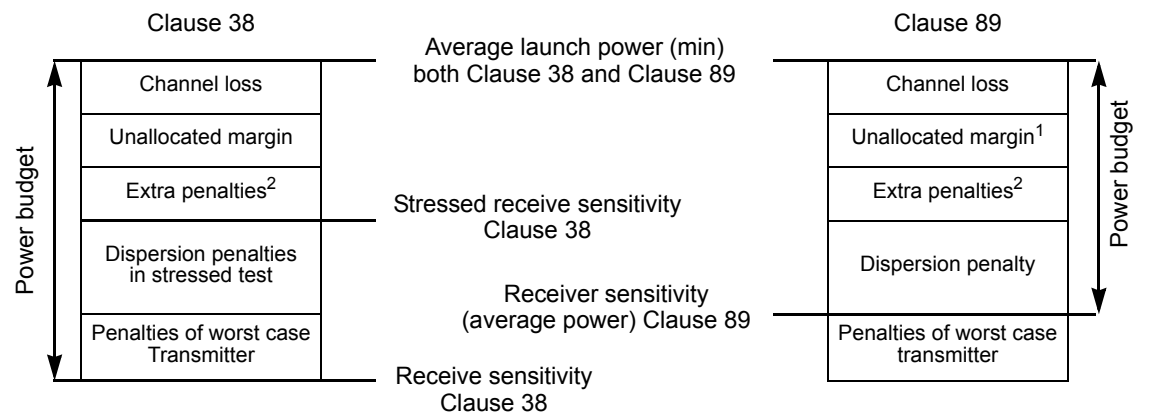 Clause 38
Clause 89
Average launch power (min)
both Clause 38 and Clause 89
Power budget
Channel loss
Unallocated margin
Extra penalties2
Dispersion penalties
in stressed test
Penalties of worst case
Transmitter
Stressed receive sensitivity
Clause 38
Receiver sensitivity
(average power) Clause 89
Receive sensitivity
Clause 38
Channel loss
Unallocated margin1
Extra penalties2
Dispersion penalty
Penalties of worst case
transmitter
Power budget